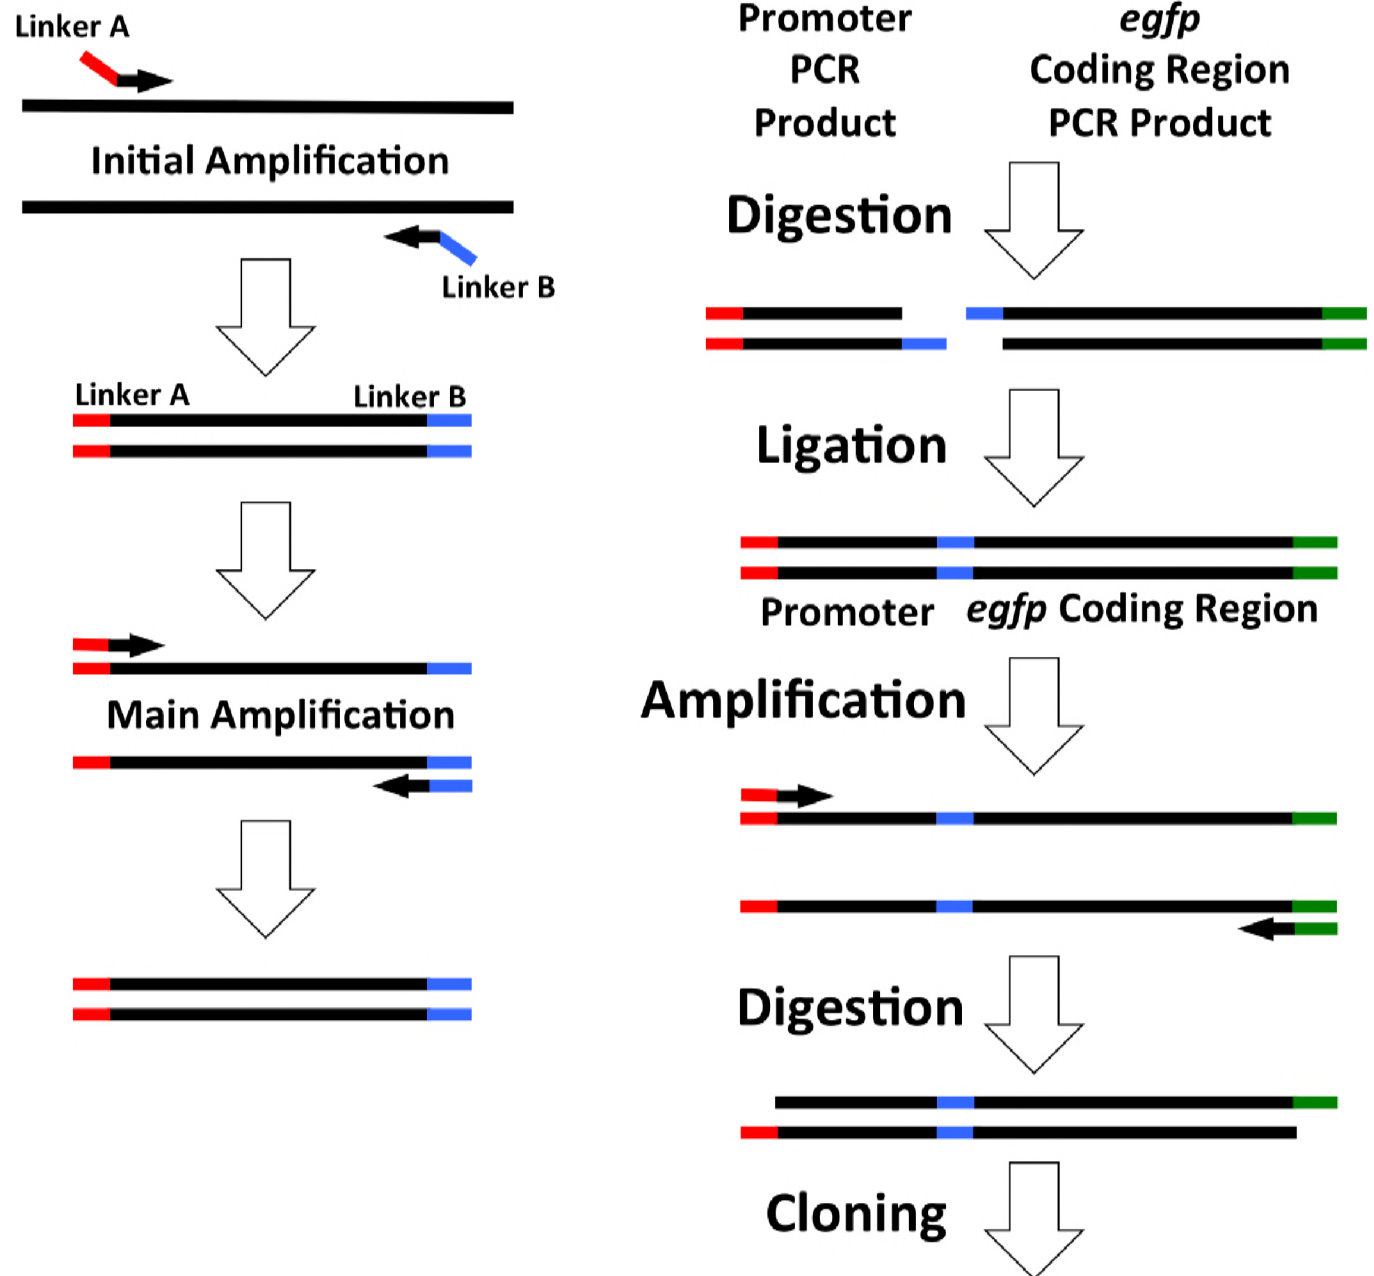 Linker A
Initial Amplification
Linker B
Linker A Linker B
Main Amplification
Promoter
PCR
Product
egfp
Coding Region
PCR Product
Digestion
Ligation
Promoter egfp Coding Region
Amplification
Digestion
Cloning